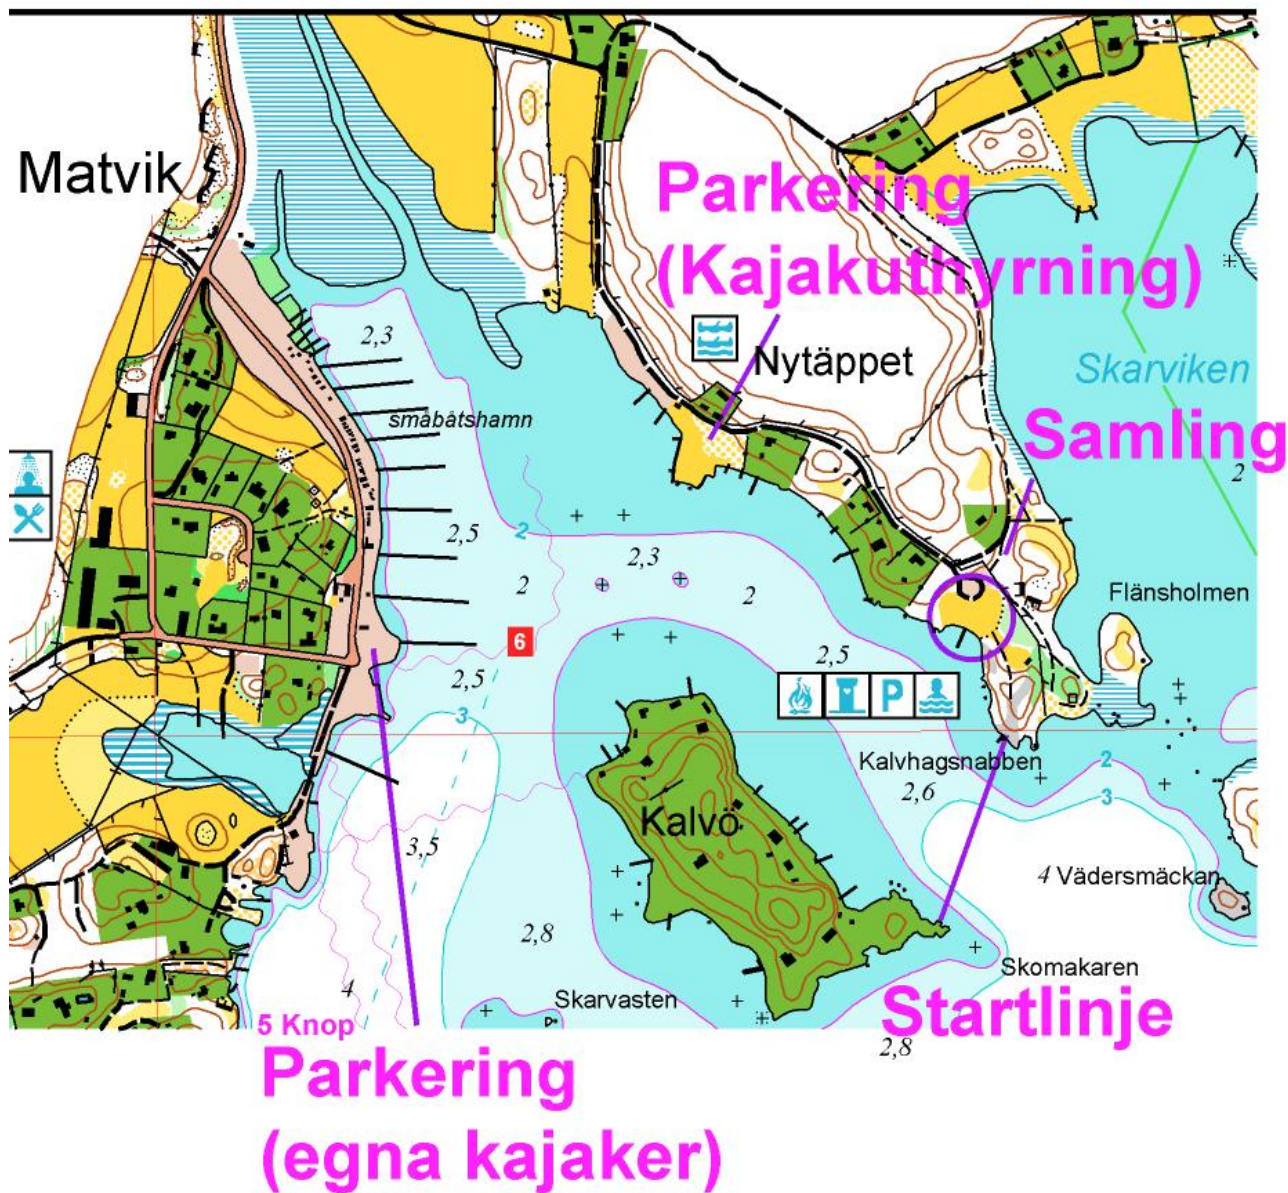 Matvik
Parkering
(Kajakuthyrning)
2,3
Nytäppet
Skarviken
småbåtshamn
Samling
2
2,5
2
2,3
2
2
Flänsholmen
6
2,5
2,5
3
P
Kalvhagsnabben
2
2,6
3
Kalvö
3,5
4 Vädersmäckan
2,8
4
Skarvasten
Skomakaren
Startlinje
5 Knop
2,8
Parkering
(egna kajaker)